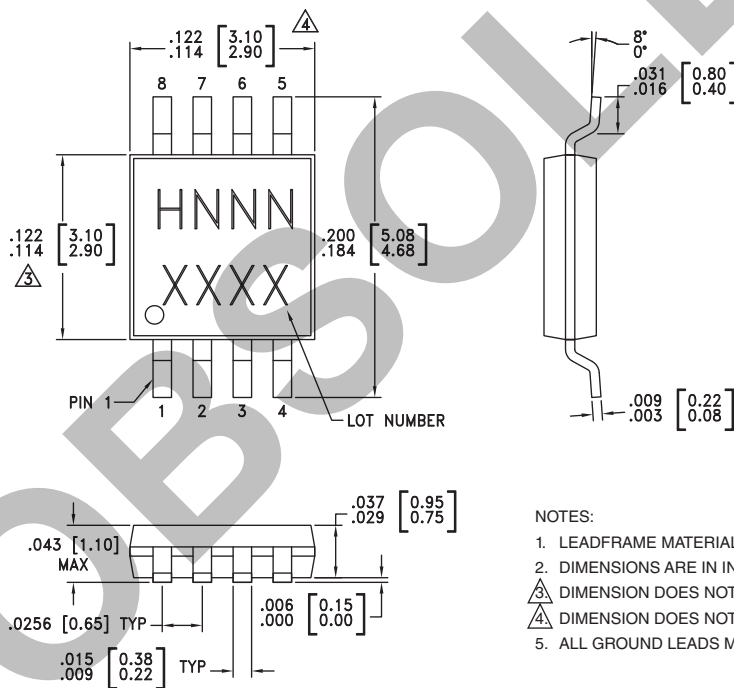 .122 [3.10]
.114 [2.90]
4
8 7 6 5
8°
0°
.031 [0.80]
.016 [0.40]
HNNN
XXXX
.122 [3.10]
.114 [2.90]
3
.200 [5.08]
.184 [4.68]
PIN 1
1 2 3 4
LOT NUMBER
.009 [0.22]
.003 [0.08]
.043 [1.10]
MAX
.037 [0.95]
.029 [0.75]
.0256 [0.65] TYP
.006 [0.15]
.000 [0.00]
.015 [0.38]
.009 [0.22]
TYP
NOTES:
1. LEADFRAME MATERIAL
2. DIMENSIONS ARE IN IN
3 DIMENSION DOES NOT
4. DIMENSION DOES NOT
5. ALL GROUND LEADS M
OBSOLE